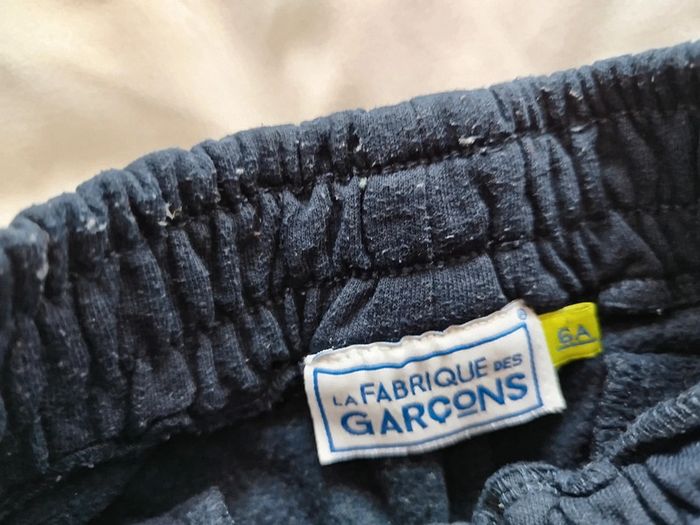 LA FABRIQUE DES
GARÇONS
®
6A